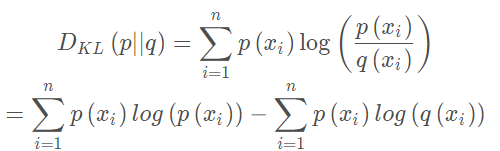 D_{KL} (p||q) = \sum_{i=1}^{n} p (x_i) \log \left( \frac{p (x_i)}{q (x_i)} \right)
= \sum_{i=1}^{n} p (x_i) log (p (x_i)) - \sum_{i=1}^{n} p (x_i) log (q (x_i))